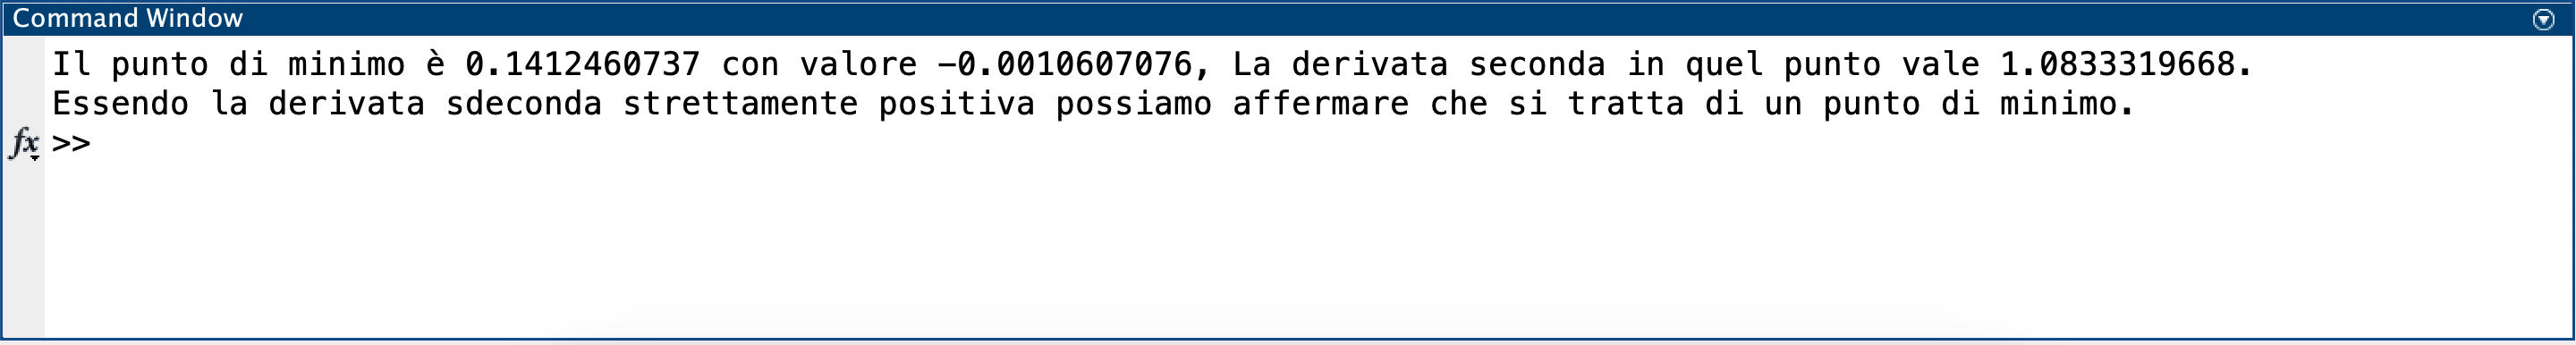 Command Window
Il punto di minimo è 0.1412460737 con valore -0.0010607076, La derivata seconda in quel punto vale 1.0833319668.
Essendo la derivata sdeconda strettamente positiva possiamo affermare che si tratta di un punto di minimo.
fx >>